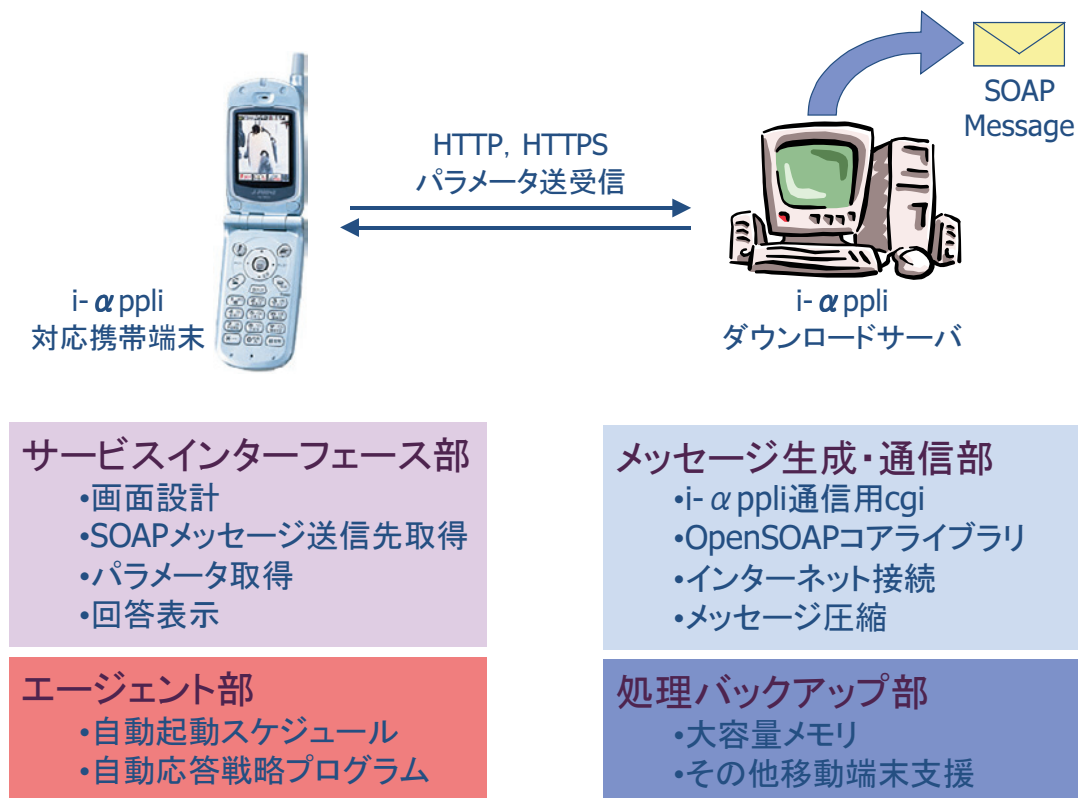 SOAP
Message
HTTP, HTTPS
パラメータ送受信
i-αppli
対応携帯端末
i-αppli
ダウンロードサーバ
サービスインターフェース部
•画面設計
•SOAPメッセージ送信先取得
•パラメータ取得
•回答表示
エージェント部
•自動起動スケジュール
•自動応答戦略プログラム
メッセージ生成・通信部
•i-αppli通信用cgi
•OpenSOAPコアライブラリ
•インターネット接続
•メッセージ圧縮
処理バックアップ部
•大容量メモリ
•その他移動端末支援